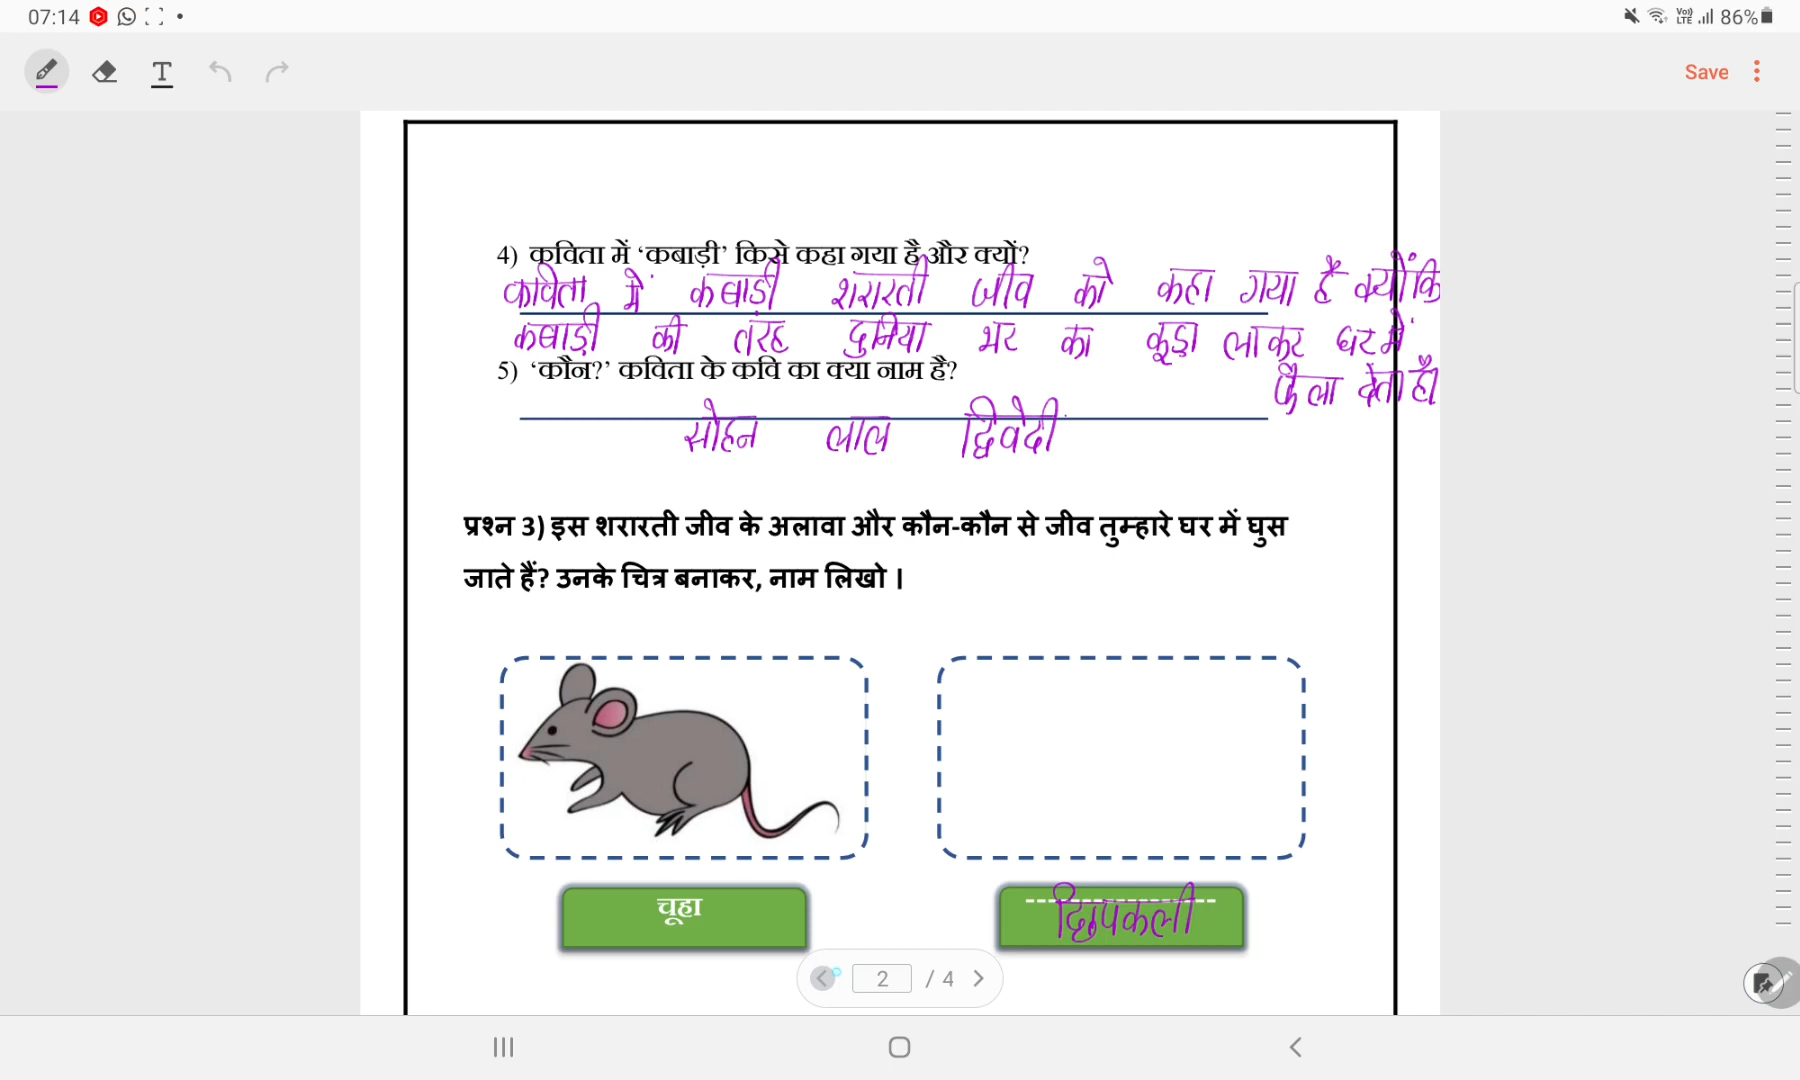 07:14
86%
Save
4) कविता में ‘कबाड़ी’ किसे कहा गया है और क्यों?
कविता में कबाडी शरारती जीव को कहा गया है क्योंकि
कबाड़ी की तरह दुनिया भर का कूड़ा लाकर घर में
फैला देता है।
5) ‘कौन?’ कविता के कवि का क्या नाम है?
सोहन लाल द्विवेदी
प्रश्न 3) इस शरारती जीव के अलावा और कौन-कौन से जीव तुम्हारे घर में घुस
जाते हैं? उनके चित्र बनाकर, नाम लिखो ।
चूहा
छिपकली
2 / 4